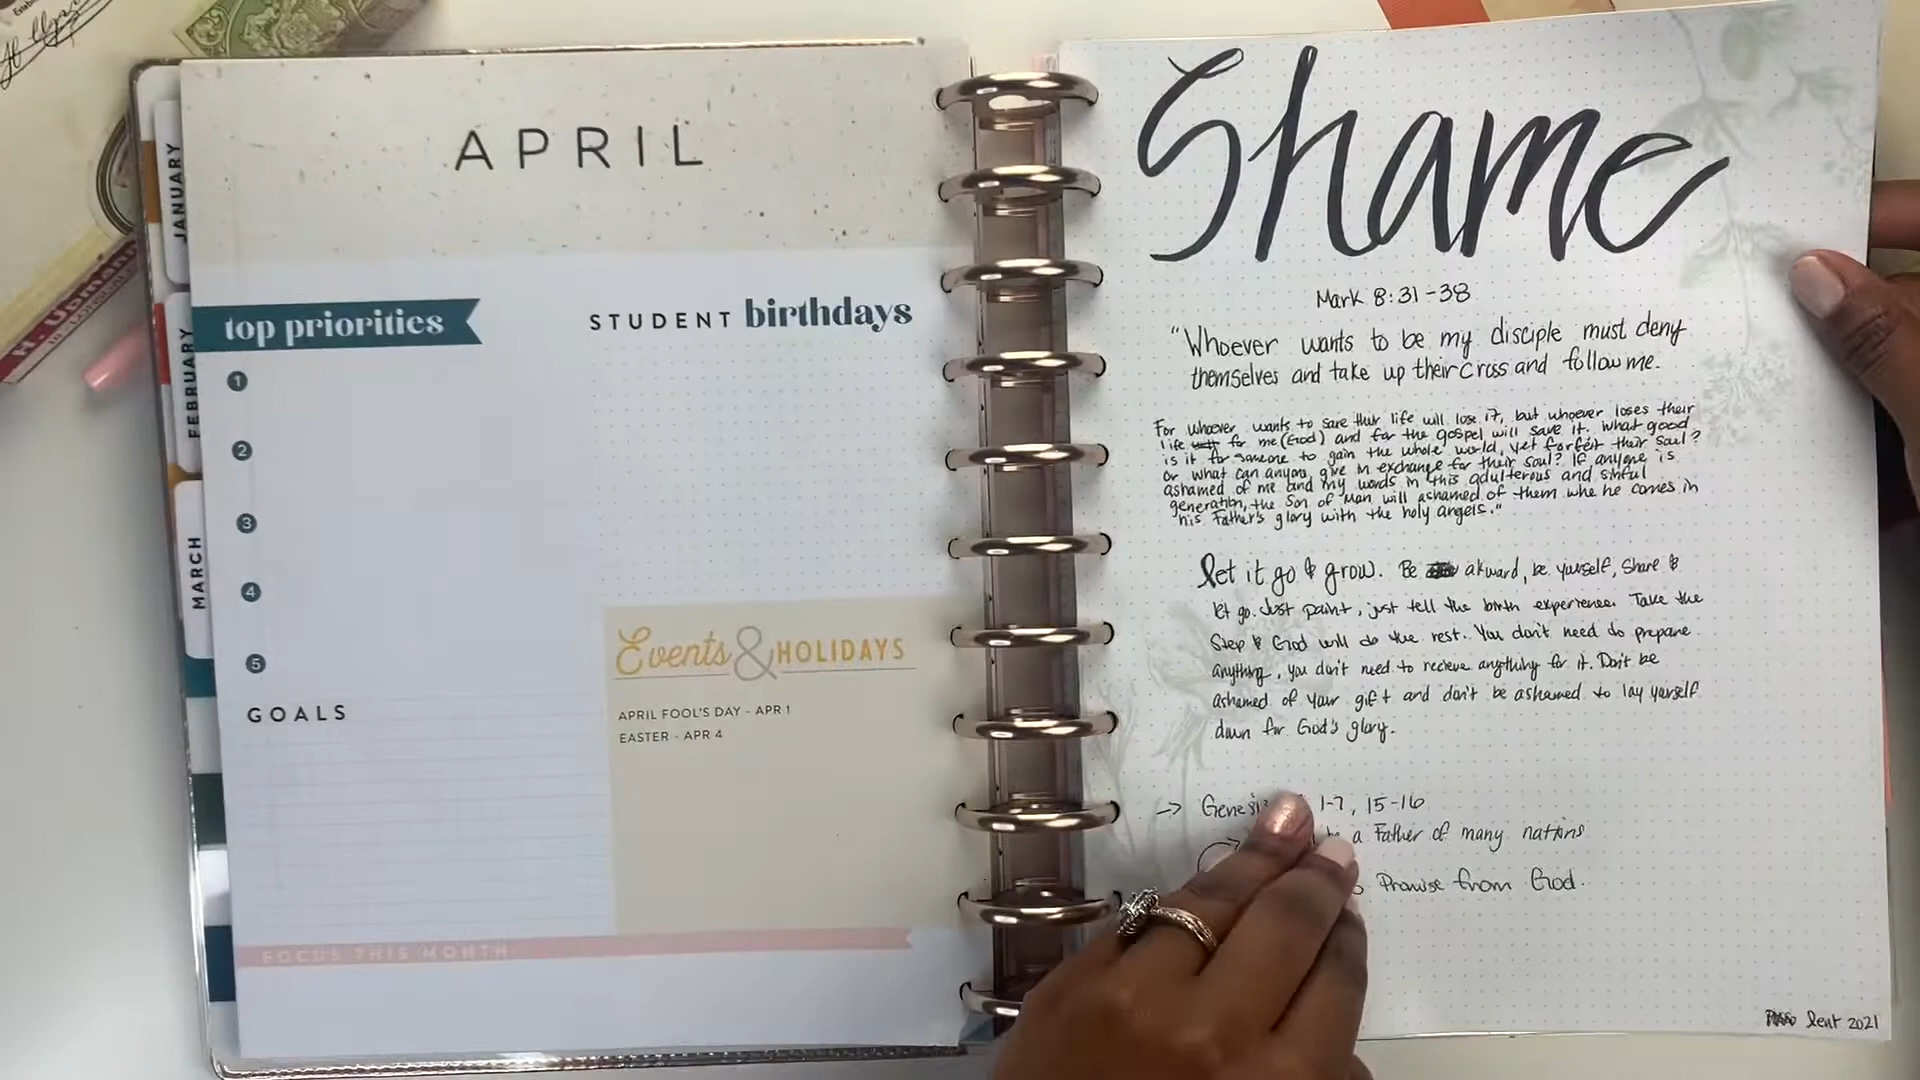 JANUARY
FEBRUARY
MARCH
H. Upmann
APRIL
top priorities
1
2
3
4
5
GOALS
STUDENT birthdays
Events & HOLIDAYS
APRIL FOOL'S DAY - APR 1
EASTER - APR 4
FOCUS THIS MONTH
Shame
Mark 8:31-38
"Whoever wants to be my disciple must deny
themselves and take up their Cross and follow me.
For whoever wants to save their life will lose it, but whoever loses their
life for me (God) and for the gospel will save it. What good
is it for someone to gain the whole world, yet forfeit their soul?
Or what can anyone give in exchange for their soul? If anyone is
ashamed of me and my words in this adulterous and sinful
generation, the Son of Man will ashamed of them whe he comes in
his Father's glory with the holy angels."
let it go & grow. Be akward, be yourself, Share &
let go. Just paint, just tell the birth experience. Take the
Step & God will do the rest. You don't need do prepare
anything, you don't need to recieve anything for it. Don't be
ashamed of your gift and don't be ashamed to lay yourself
down for God's glory.
→ Genesis 1-7, 15-16
a Father of many nations
Promise from God.
lent 2021